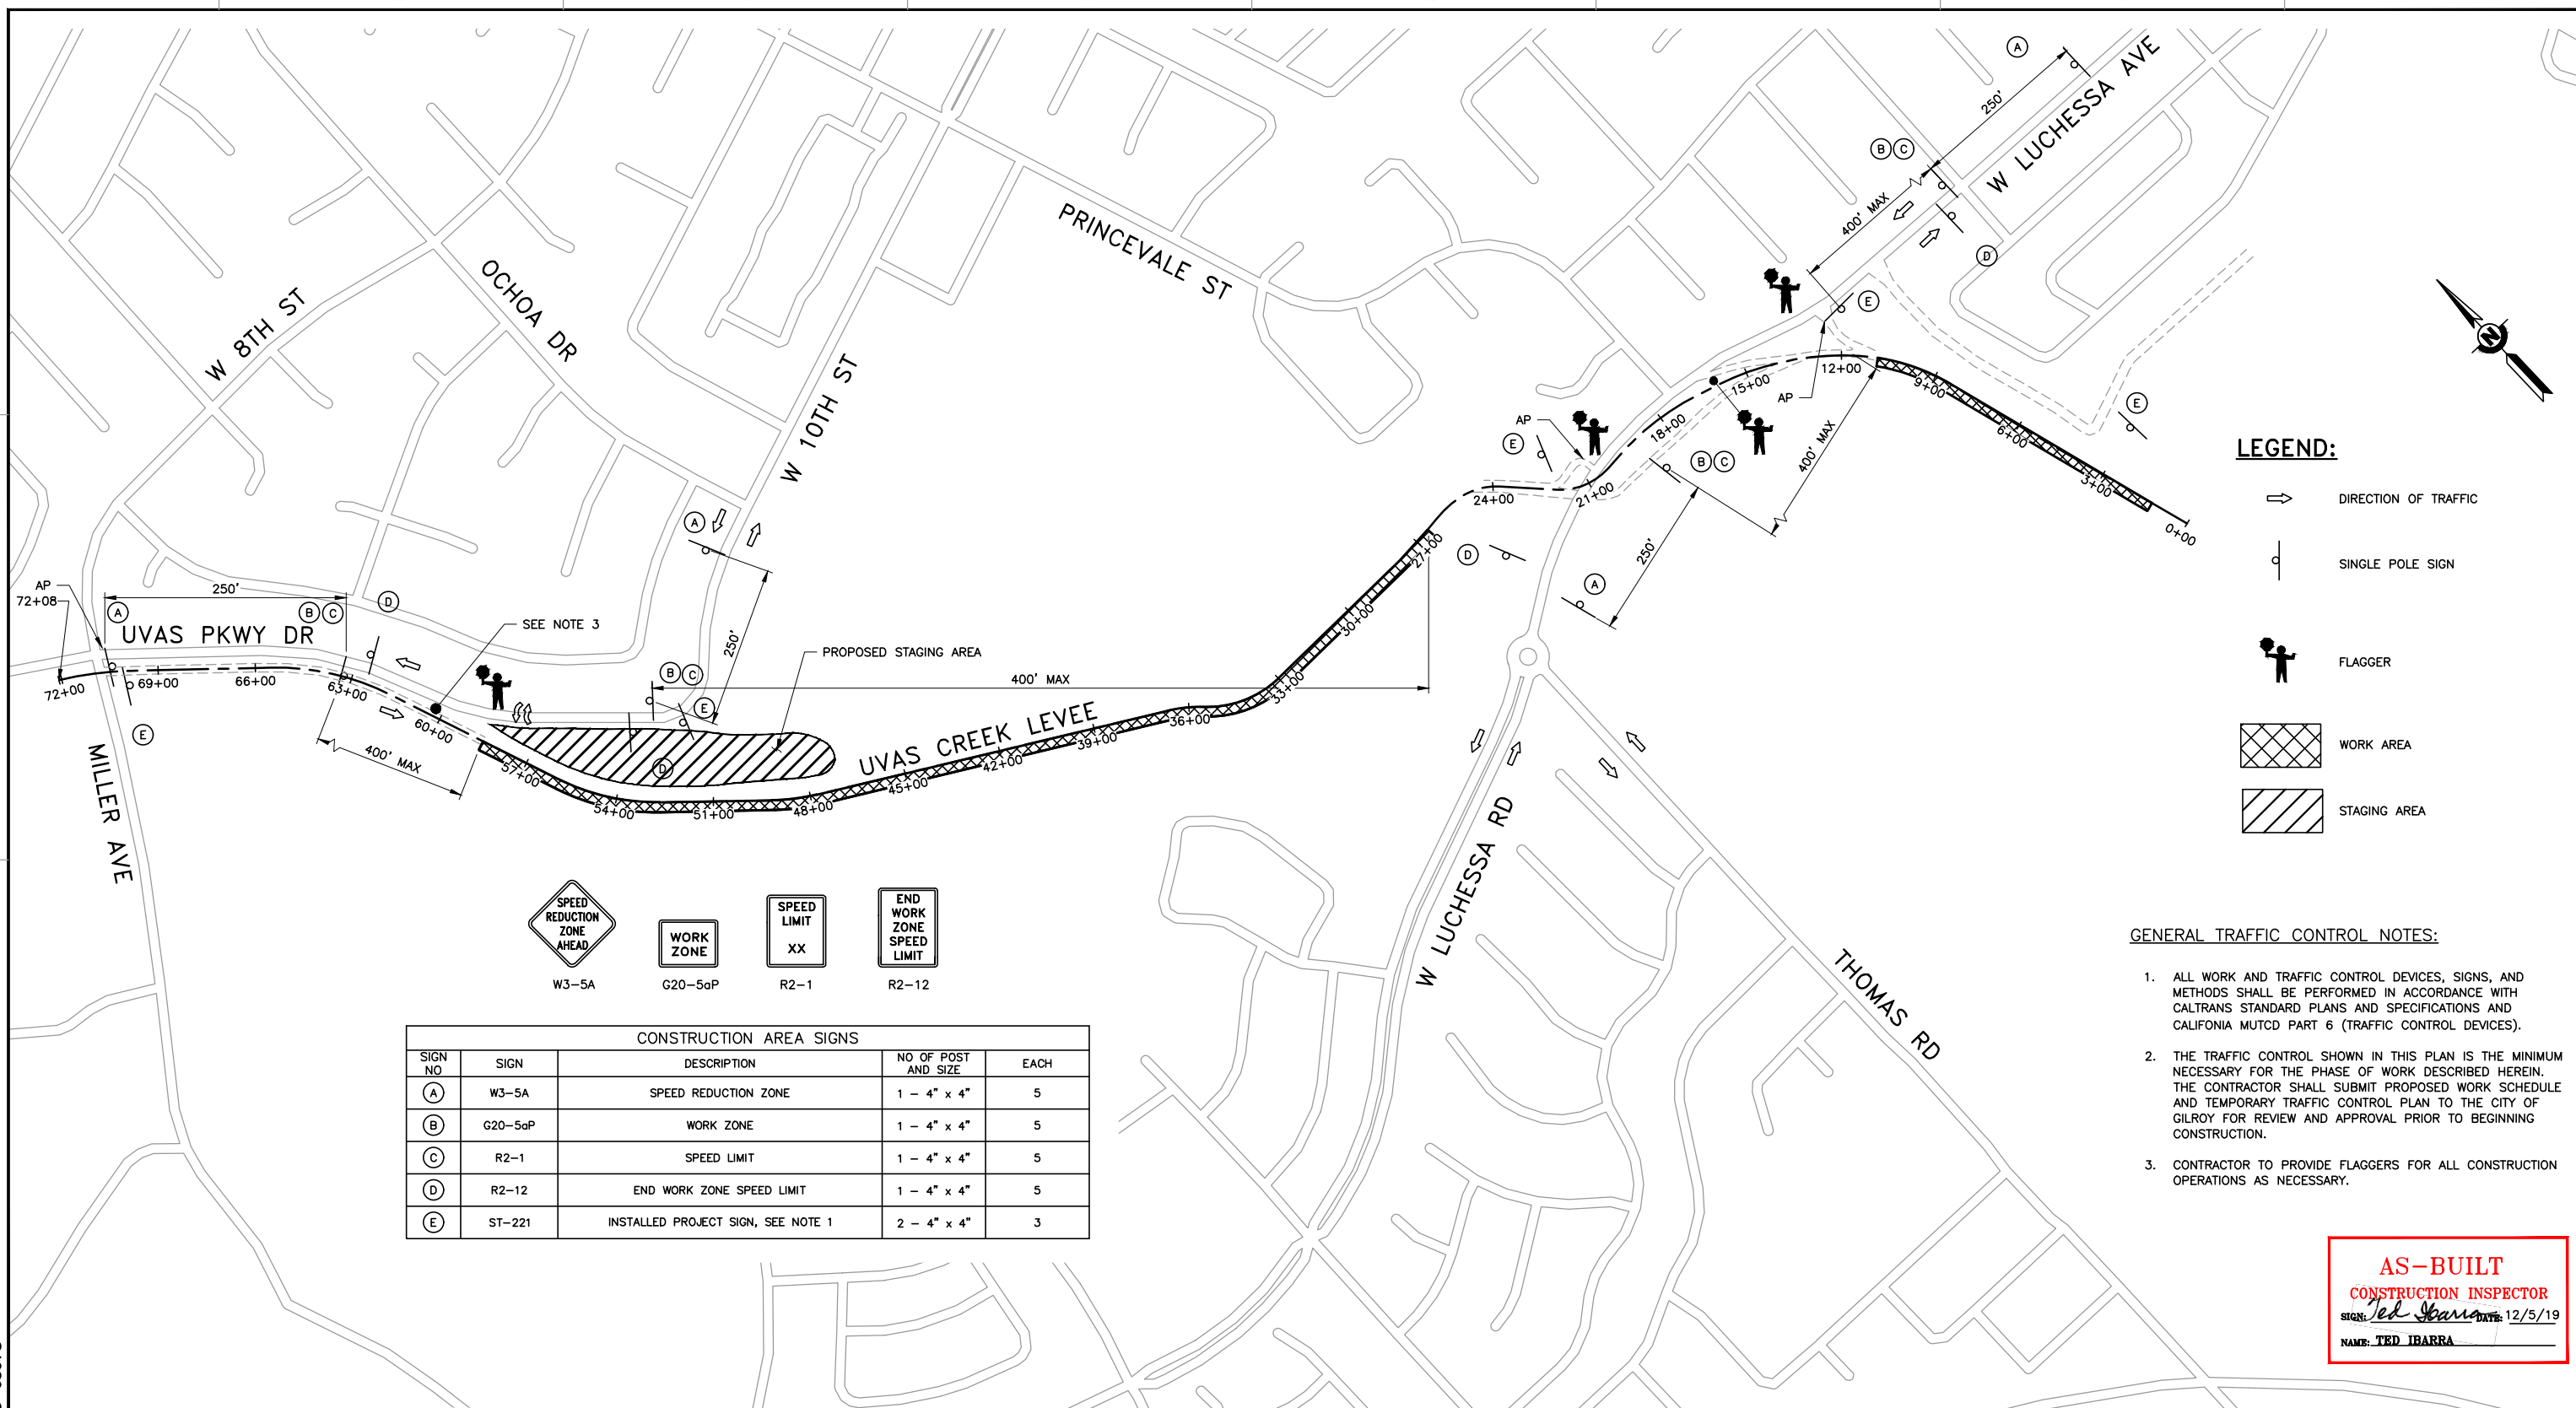 A
250'
B C
400' MAX
W LUCHESSA AVE
D
E
PRINCEVALE ST
OCHOA DR
W 8TH ST
W 10TH ST
12+00
15+00
AP
9+00
6+00
3+00
0+00
E
400' MAX
18+00
B C
AP
E
21+00
24+00
250'
D
A
27+00
30+00
33+00
A
250'
AP
72+08
250'
A
B C
D
UVAS PKWY DR
SEE NOTE 3
PROPOSED STAGING AREA
B C
400' MAX
E
72+00
69+00
66+00
63+00
60+00
E
400' MAX
57+00
54+00
51+00
48+00
45+00
42+00
39+00
36+00
D
UVAS CREEK LEVEE
MILLER AVE
W LUCHESSA RD
THOMAS RD
N
LEGEND:
DIRECTION OF TRAFFIC
SINGLE POLE SIGN
FLAGGER
WORK AREA
STAGING AREA
SPEED
REDUCTION
ZONE
AHEAD
W3-5A
WORK
ZONE
G20-5aP
SPEED
LIMIT
XX
R2-1
END
WORK
ZONE
SPEED
LIMIT
R2-12
CONSTRUCTION AREA SIGNS
SIGN NO SIGN DESCRIPTION NO OF POST AND SIZE EACH
A W3-5A SPEED REDUCTION ZONE 1 - 4" x 4" 5
B G20-5aP WORK ZONE 1 - 4" x 4" 5
C R2-1 SPEED LIMIT 1 - 4" x 4" 5
D R2-12 END WORK ZONE SPEED LIMIT 1 - 4" x 4" 5
E ST-221 INSTALLED PROJECT SIGN, SEE NOTE 1 2 - 4" x 4" 3
GENERAL TRAFFIC CONTROL NOTES:
1. ALL WORK AND TRAFFIC CONTROL DEVICES, SIGNS, AND
METHODS SHALL BE PERFORMED IN ACCORDANCE WITH
CALTRANS STANDARD PLANS AND SPECIFICATIONS AND
CALIFONIA MUTCD PART 6 (TRAFFIC CONTROL DEVICES).
2. THE TRAFFIC CONTROL SHOWN IN THIS PLAN IS THE MINIMUM
NECESSARY FOR THE PHASE OF WORK DESCRIBED HEREIN.
THE CONTRACTOR SHALL SUBMIT PROPOSED WORK SCHEDULE
AND TEMPORARY TRAFFIC CONTROL PLAN TO THE CITY OF
GILROY FOR REVIEW AND APPROVAL PRIOR TO BEGINNING
CONSTRUCTION.
3. CONTRACTOR TO PROVIDE FLAGGERS FOR ALL CONSTRUCTION
OPERATIONS AS NECESSARY.
AS-BUILT
CONSTRUCTION INSPECTOR
SIGN: Ted Ibarra DATE: 12/5/19
NAME: TED IBARRA